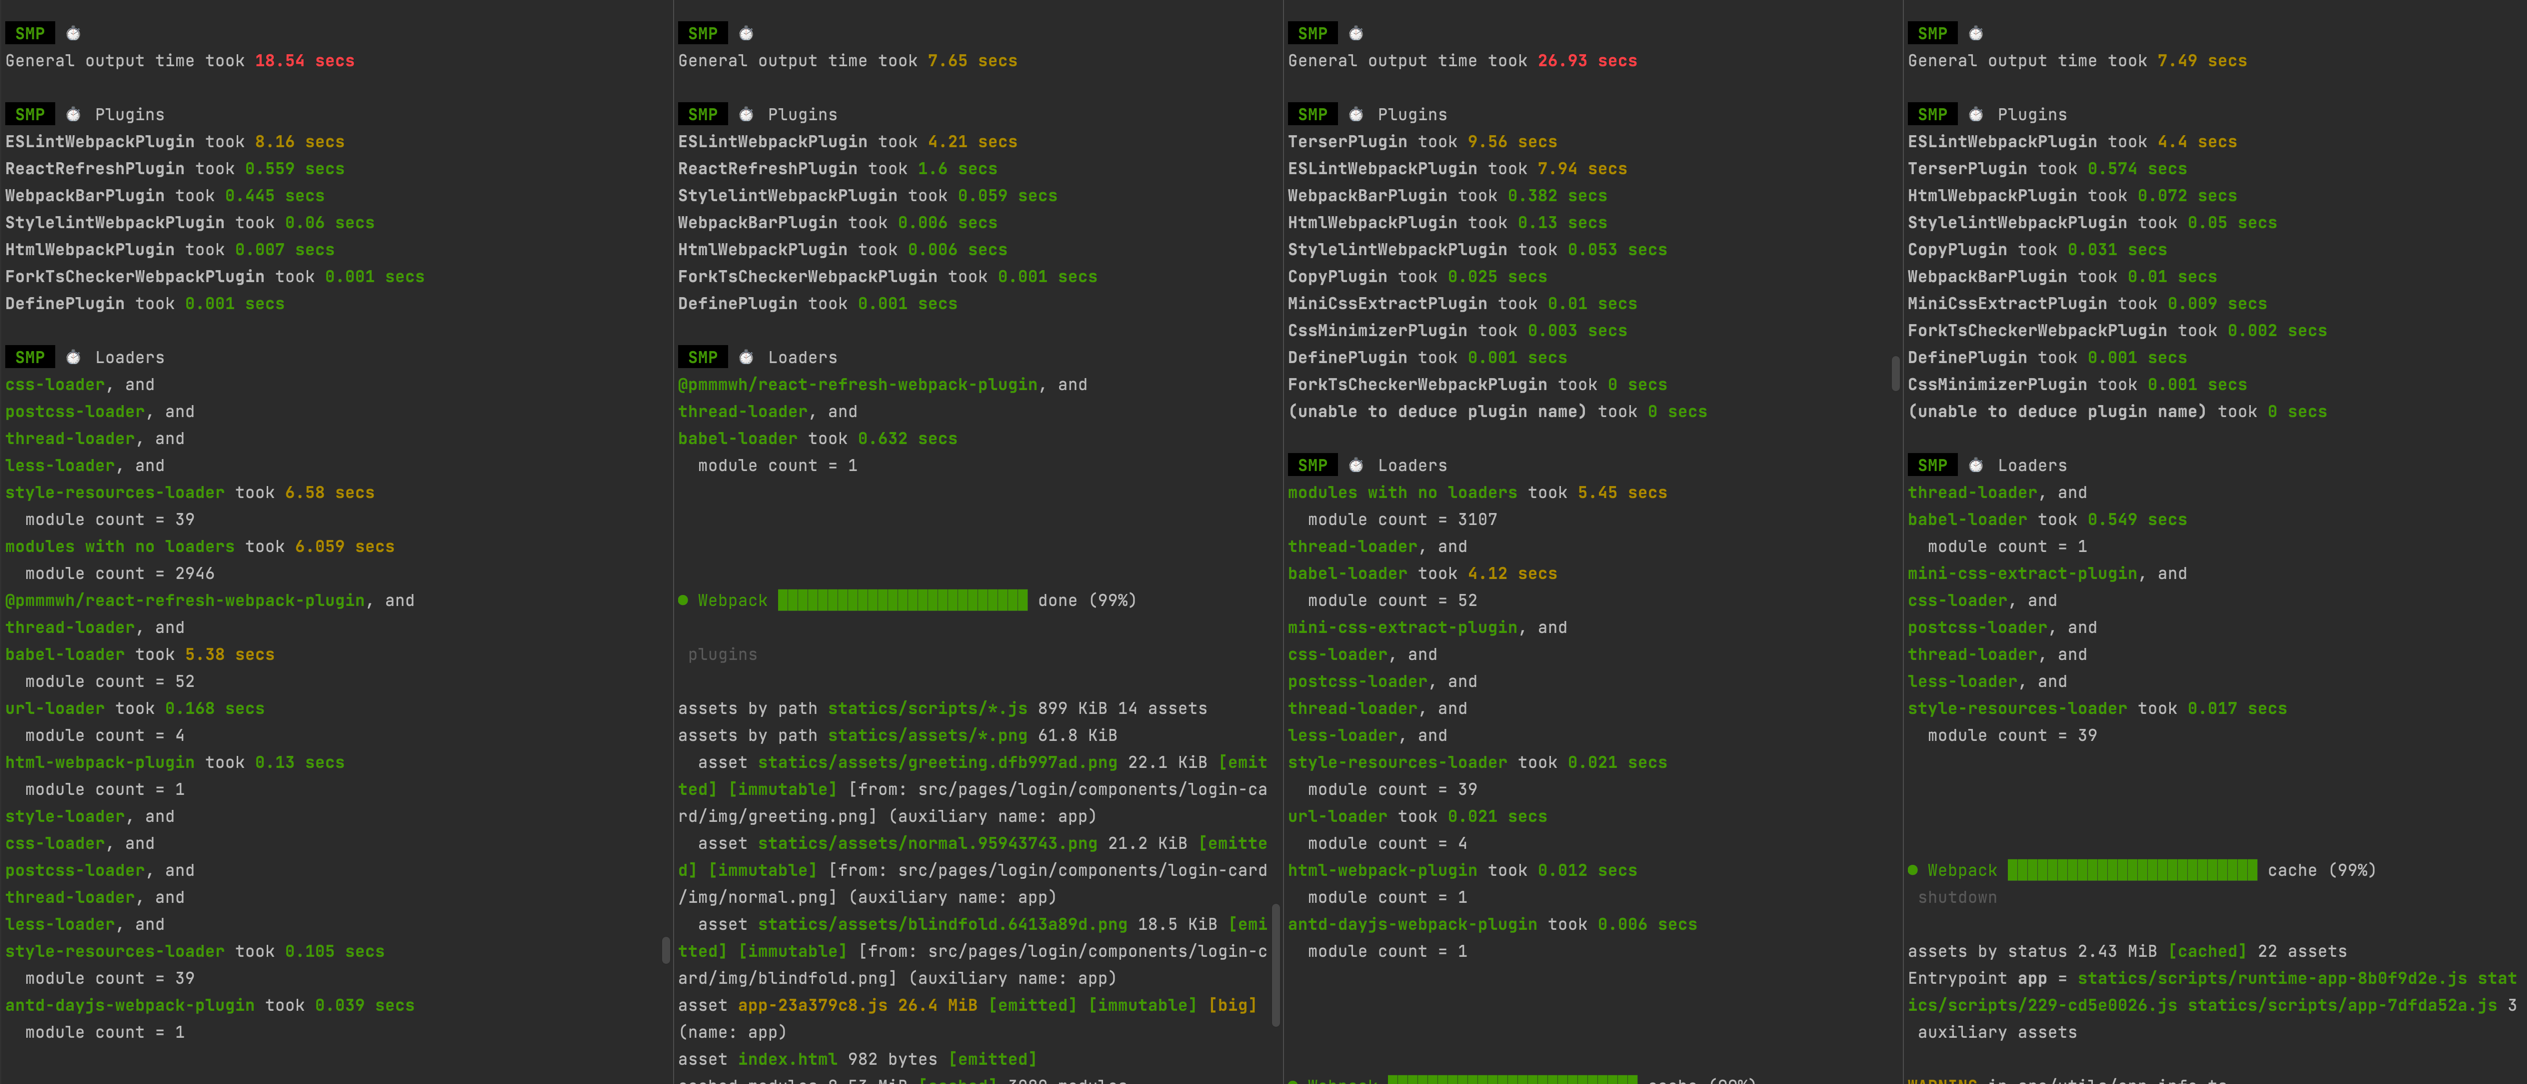 SMP
General output time took 18.54 secs
SMP Plugins
ESLintWebpackPlugin took 8.16 secs
ReactRefreshPlugin took 0.559 secs
WebpackBarPlugin took 0.445 secs
StylelintWebpackPlugin took 0.06 secs
HtmlWebpackPlugin took 0.007 secs
ForkTsCheckerWebpackPlugin took 0.001 secs
DefinePlugin took 0.001 secs
SMP Loaders
css-loader, and
postcss-loader, and
thread-loader, and
less-loader, and
style-resources-loader took 6.58 secs
module count = 39
modules with no loaders took 6.059 secs
module count = 2946
@pmmmwh/react-refresh-webpack-plugin, and
thread-loader, and
babel-loader took 5.38 secs
module count = 52
url-loader took 0.168 secs
module count = 4
html-webpack-plugin took 0.13 secs
module count = 1
style-loader, and
css-loader, and
postcss-loader, and
thread-loader, and
less-loader, and
style-resources-loader took 0.105 secs
module count = 39
antd-dayjs-webpack-plugin took 0.039 secs
module count = 1
SMP
General output time took 7.65 secs
SMP Plugins
ESLintWebpackPlugin took 4.21 secs
ReactRefreshPlugin took 1.6 secs
StylelintWebpackPlugin took 0.059 secs
WebpackBarPlugin took 0.006 secs
HtmlWebpackPlugin took 0.006 secs
ForkTsCheckerWebpackPlugin took 0.001 secs
DefinePlugin took 0.001 secs
SMP Loaders
@pmmmwh/react-refresh-webpack-plugin, and
thread-loader, and
babel-loader took 0.632 secs
module count = 1
● Webpack done (99%)
plugins
assets by path statics/scripts/*.js 899 KiB 14 assets
assets by path statics/assets/*.png 61.8 KiB
asset statics/assets/greeting.dfb997ad.png 22.1 KiB [emit
ted] [immutable] [from: src/pages/login/components/login-ca
rd/img/greeting.png] (auxiliary name: app)
asset statics/assets/normal.95943743.png 21.2 KiB [emitte
d] [immutable] [from: src/pages/login/components/login-card
/img/normal.png] (auxiliary name: app)
asset statics/assets/blindfold.6413a89d.png 18.5 KiB [emi
tted] [immutable] [from: src/pages/login/components/login-c
ard/img/blindfold.png] (auxiliary name: app)
asset app-23a379c8.js 26.4 MiB [emitted] [immutable] [big]
(name: app)
asset index.html 982 bytes [emitted]
SMP
General output time took 26.93 secs
SMP Plugins
TerserPlugin took 9.56 secs
ESLintWebpackPlugin took 7.94 secs
WebpackBarPlugin took 0.382 secs
HtmlWebpackPlugin took 0.13 secs
StylelintWebpackPlugin took 0.053 secs
CopyPlugin took 0.025 secs
MiniCssExtractPlugin took 0.01 secs
CssMinimizerPlugin took 0.003 secs
DefinePlugin took 0.001 secs
ForkTsCheckerWebpackPlugin took 0 secs
(unable to deduce plugin name) took 0 secs
SMP Loaders
modules with no loaders took 5.45 secs
module count = 3107
thread-loader, and
babel-loader took 4.12 secs
module count = 52
mini-css-extract-plugin, and
css-loader, and
postcss-loader, and
thread-loader, and
less-loader, and
style-resources-loader took 0.021 secs
module count = 39
url-loader took 0.021 secs
module count = 4
html-webpack-plugin took 0.012 secs
module count = 1
antd-dayjs-webpack-plugin took 0.006 secs
module count = 1
SMP
General output time took 7.49 secs
SMP Plugins
ESLintWebpackPlugin took 4.4 secs
TerserPlugin took 0.574 secs
HtmlWebpackPlugin took 0.072 secs
StylelintWebpackPlugin took 0.05 secs
CopyPlugin took 0.031 secs
WebpackBarPlugin took 0.01 secs
MiniCssExtractPlugin took 0.009 secs
ForkTsCheckerWebpackPlugin took 0.002 secs
DefinePlugin took 0.001 secs
CssMinimizerPlugin took 0.001 secs
(unable to deduce plugin name) took 0 secs
SMP Loaders
thread-loader, and
babel-loader took 0.549 secs
module count = 1
mini-css-extract-plugin, and
css-loader, and
postcss-loader, and
thread-loader, and
less-loader, and
style-resources-loader took 0.017 secs
module count = 39
● Webpack cache (99%)
shutdown
assets by status 2.43 MiB [cached] 22 assets
Entrypoint app = statics/scripts/runtime-app-8b0f9d2e.js stat
ics/scripts/229-cd5e0026.js statics/scripts/app-7dfda52a.js 3
auxiliary assets